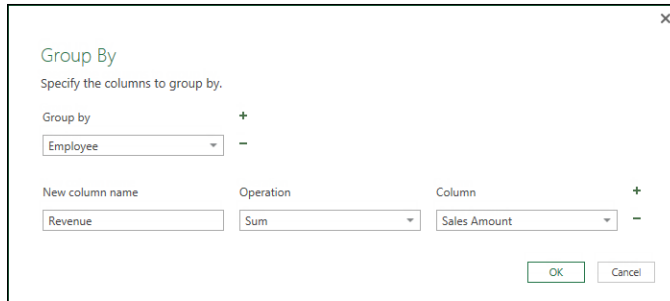 Group By
Specify the columns to group by.
Group by +
Employee −
New column name Operation Column +
Revenue Sum Sales Amount −
OK Cancel